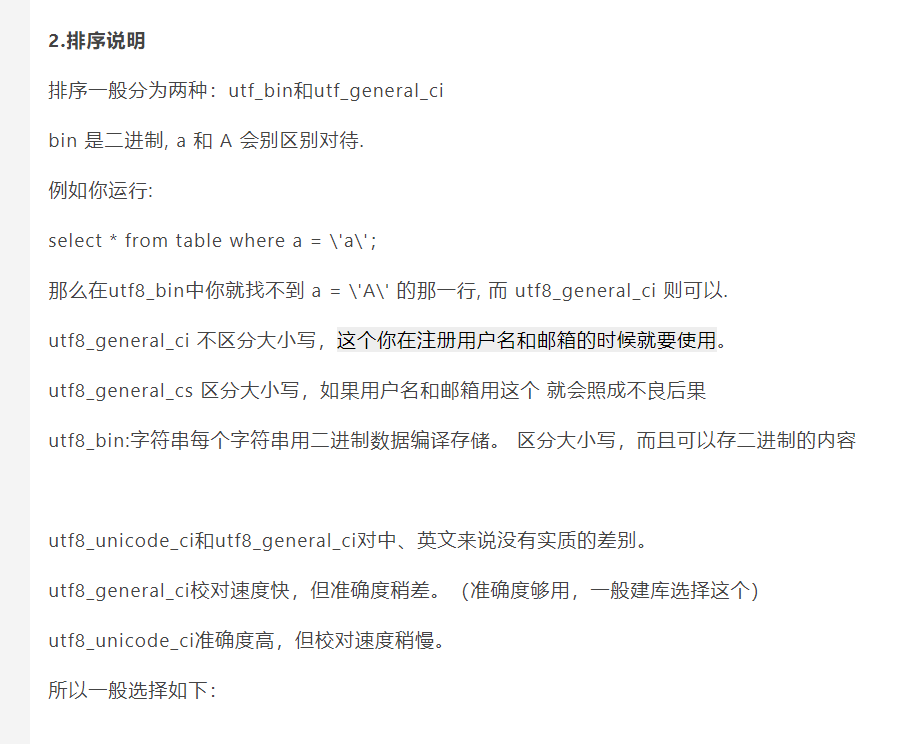 2.排序说明
排序一般分为两种：utf_bin和utf_general_ci
bin 是二进制, a 和 A 会别区别对待.
例如你运行:
select * from table where a = \'a\';
那么在utf8_bin中你就找不到 a = \'A\' 的那一行, 而 utf8_general_ci 则可以.
utf8_general_ci 不区分大小写，这个你在注册用户名和邮箱的时候就要使用。
utf8_general_cs 区分大小写，如果用户名和邮箱用这个 就会照成不良后果
utf8_bin:字符串每个字符串用二进制数据编译存储。 区分大小写，而且可以存二进制的内容
utf8_unicode_ci和utf8_general_ci对中、英文来说没有实质的差别。
utf8_general_ci校对速度快，但准确度稍差。（准确度够用，一般建库选择这个）
utf8_unicode_ci准确度高，但校对速度稍慢。
所以一般选择如下：